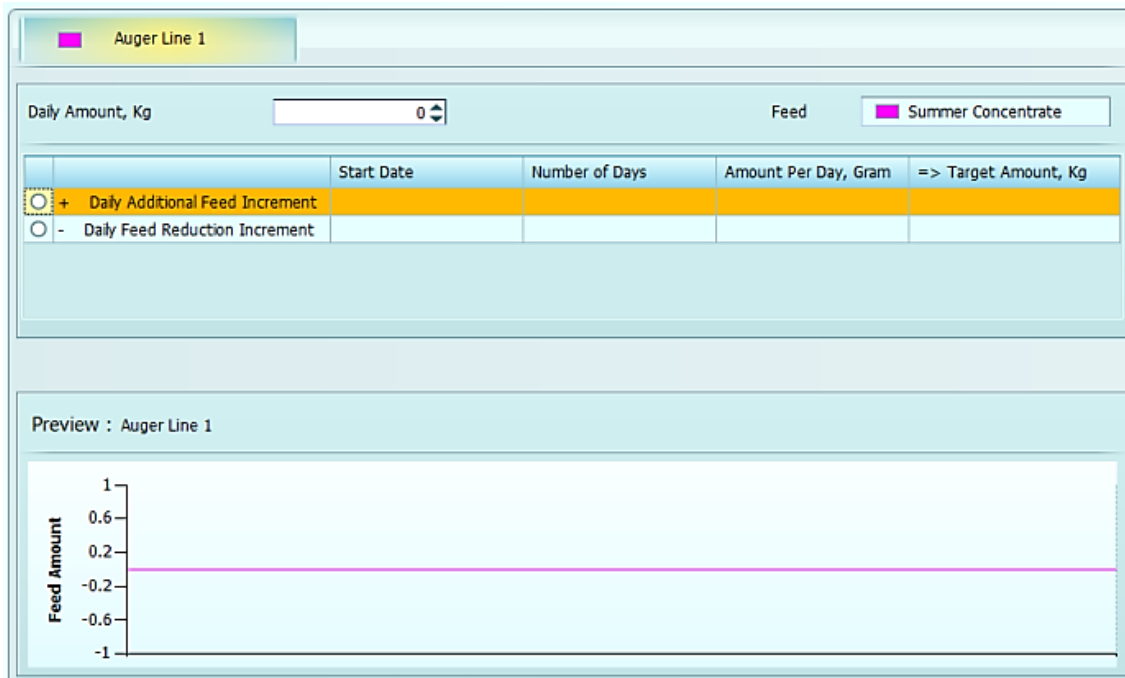 Auger Line 1
Daily Amount, Kg 0 Feed Summer Concentrate
Start Date Number of Days Amount Per Day, Gram => Target Amount, Kg
+ Daily Additional Feed Increment
- Daily Feed Reduction Increment
Preview : Auger Line 1
Feed Amount
1
0.6
0.2
-0.2
-0.6
-1